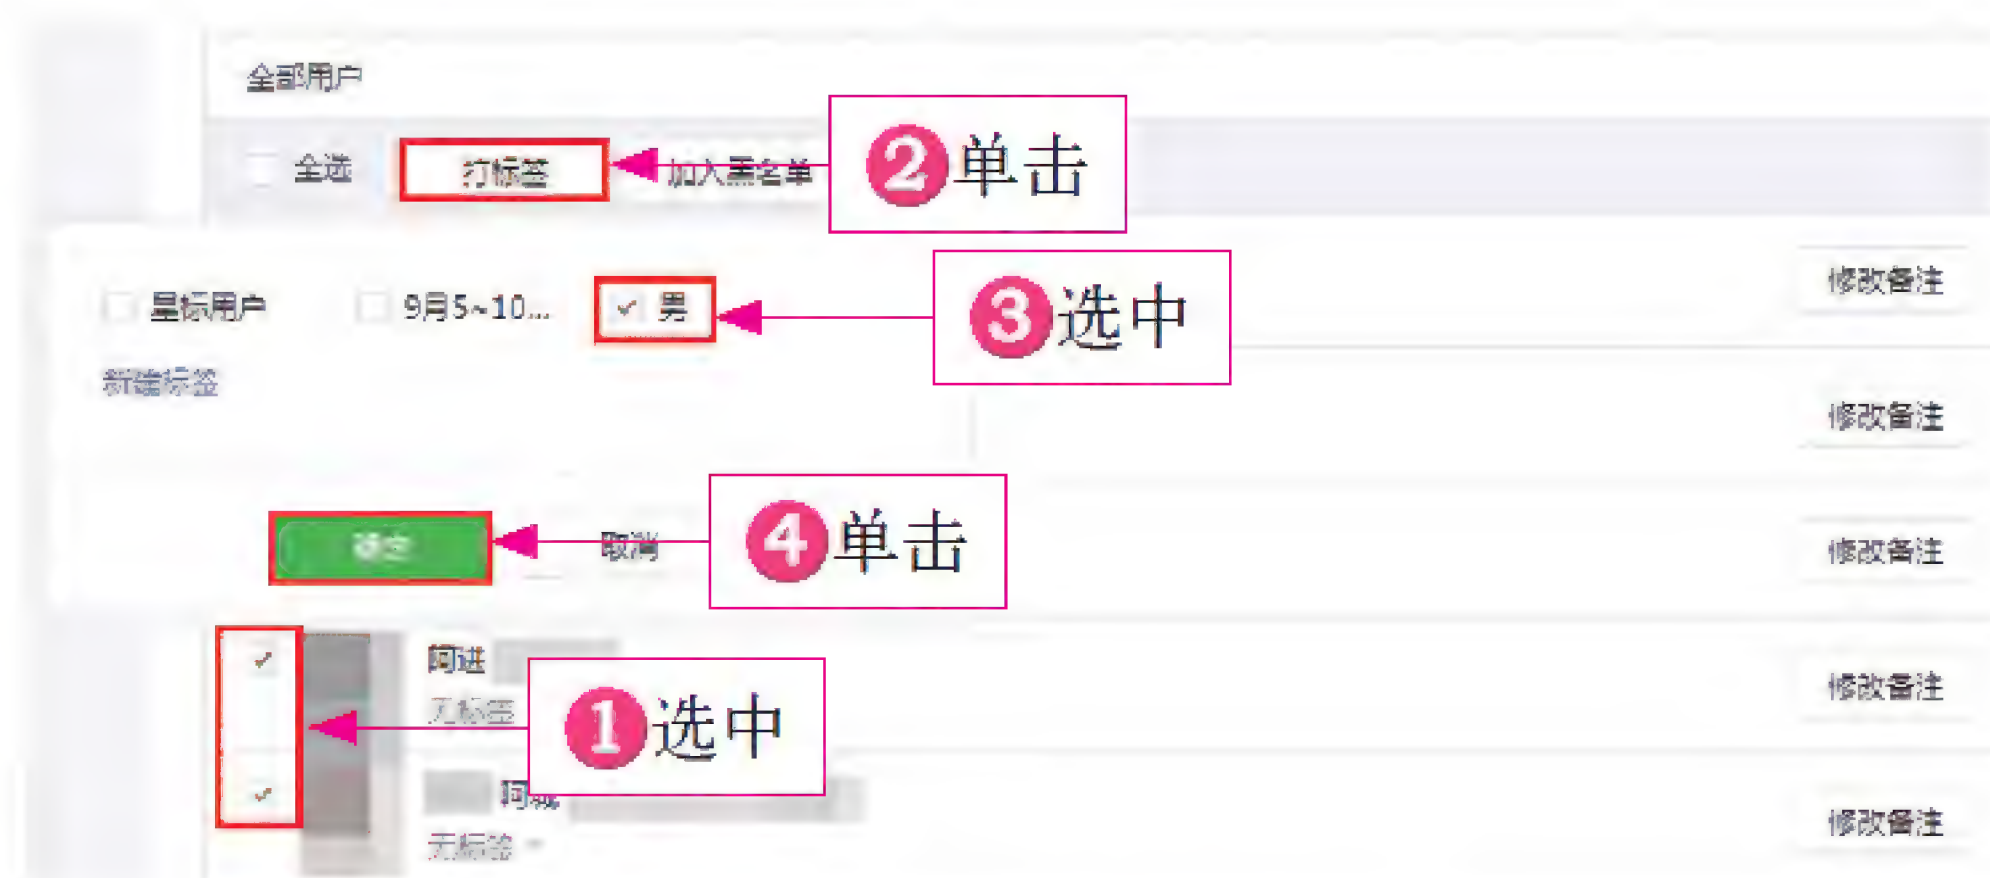 全部用户
全选 打标签 加入黑名单 2单击
修改备注
星标用户 9月5~10... 男 3选中
新建标签
修改备注
取消 4单击
修改备注
阿进
无标签
修改备注
1选中
阿
无标签
修改备注